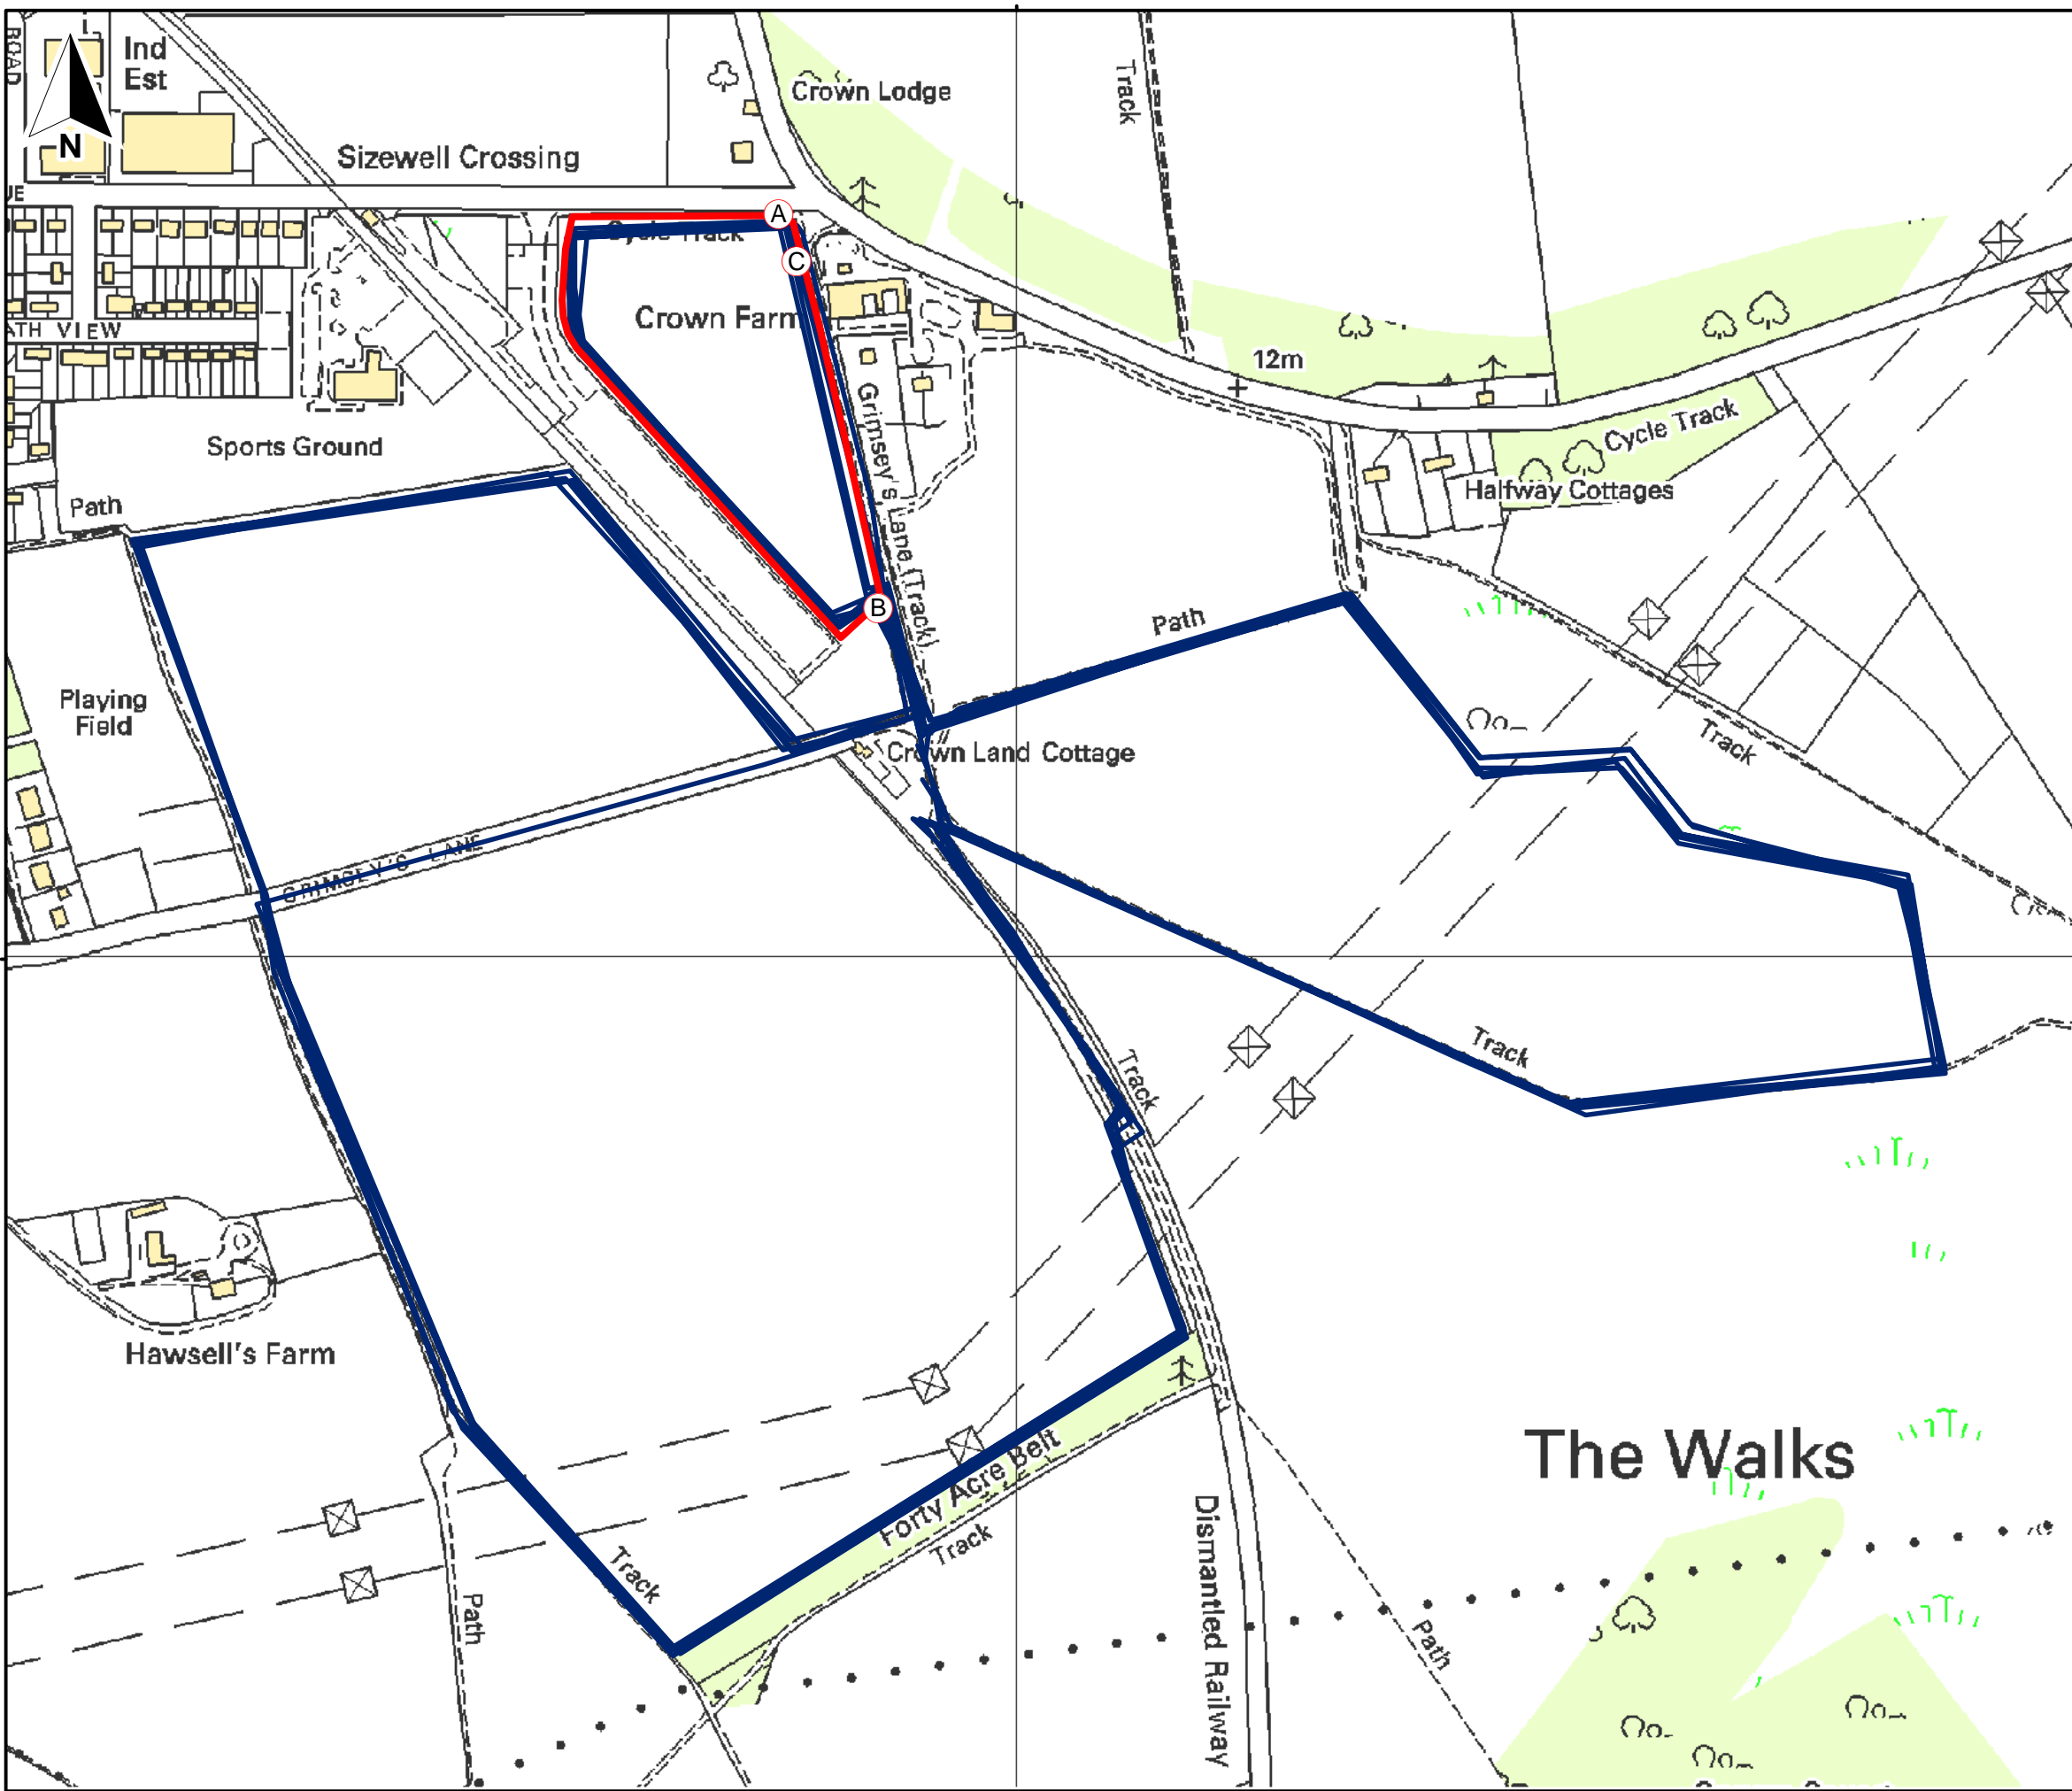 ROAD
Ind
Est
N
Sizewell Crossing
Crown Lodge
Track
UE
A
Cycle Track
C
Crown Farm
ATH VIEW
12m
Grimsey's Lane (Track)
Cycle Track
Sports Ground
Halfway Cottages
Path
B
Path
Playing
Field
Track
Crown Land Cottage
GRIMSEY'S LANE
Track
Track
Hawsell's Farm
The Walks
Forty Acre Belt
Track
Track
Path
Dismantled Railway
Path